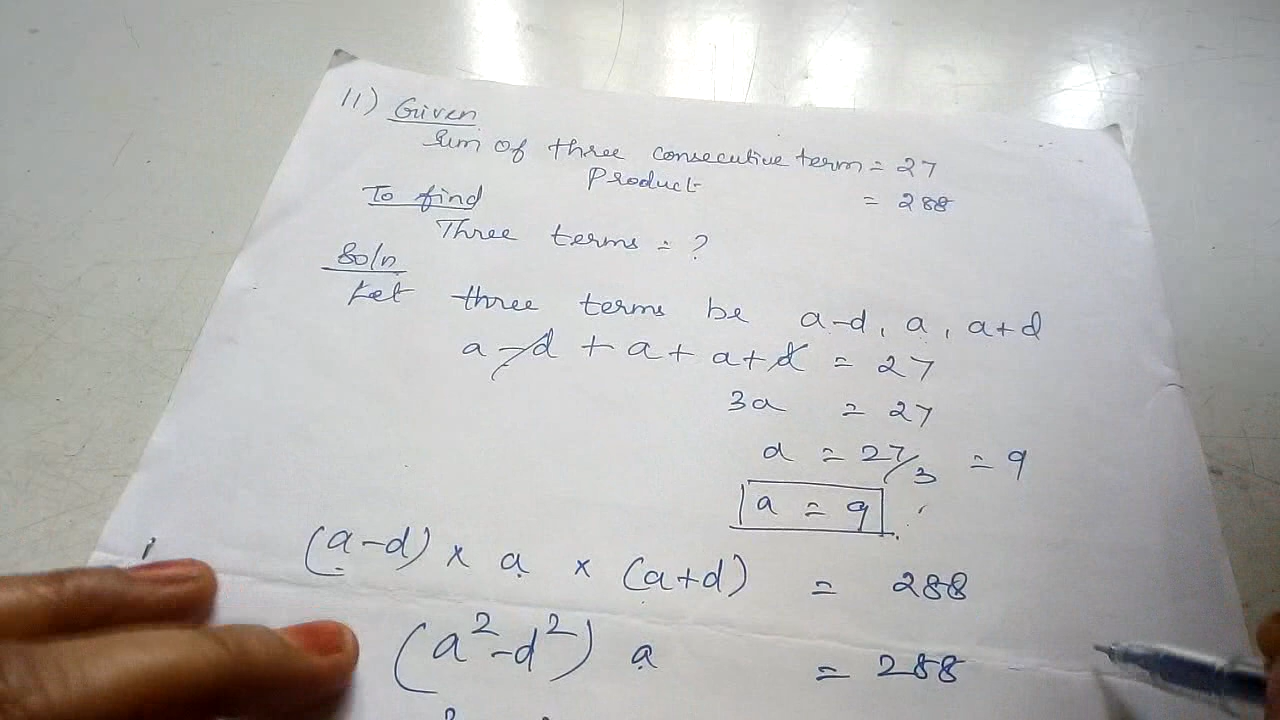 11) Given
Sum of three consecutive term = 27
Product = 288
To find
Three terms = ?
Soln
Let three terms be a-d, a, a+d
a - d + a + a + d = 27
3a = 27
a = 27/3 = 9
a = 9
(a-d) × a × (a+d) = 288
(a²-d²) a = 288